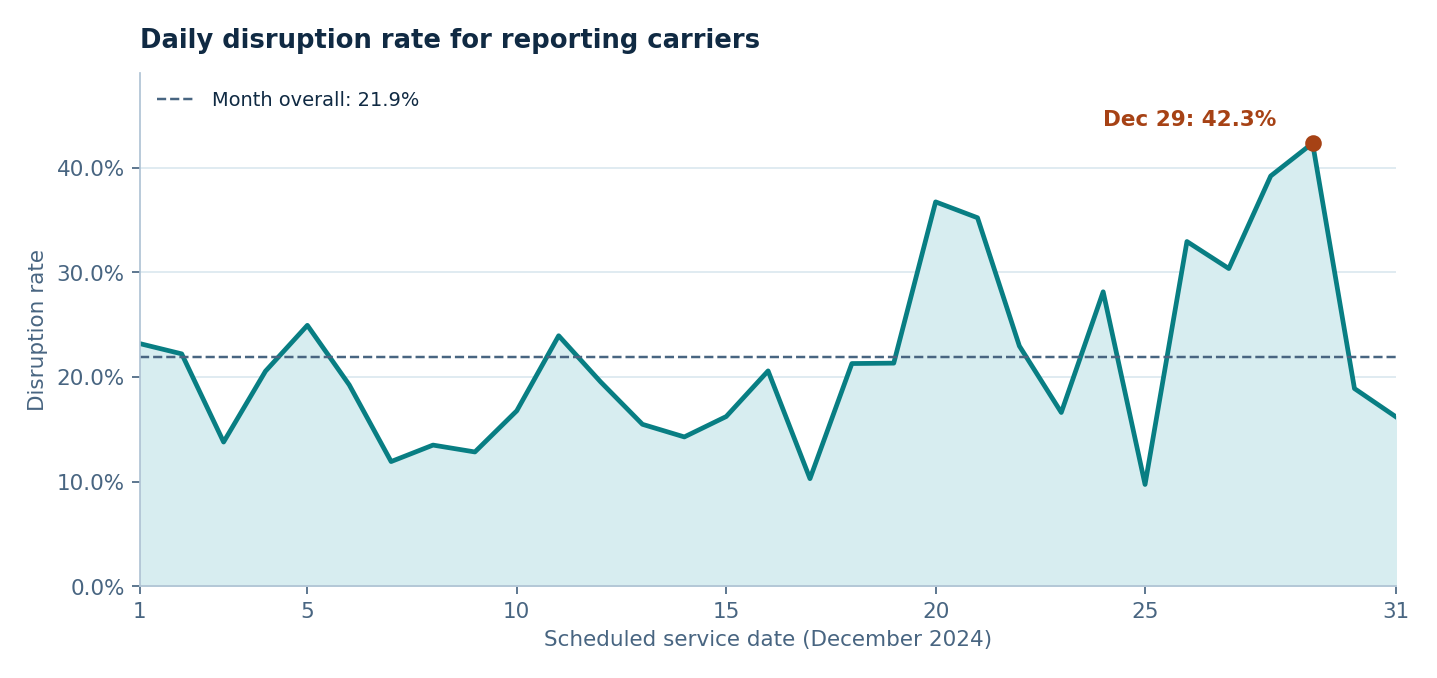 Daily disruption rate for reporting carriers
Month overall: 21.9%
Dec 29: 42.3%
40.0%
30.0%
20.0%
10.0%
0.0%
Disruption rate
1 5 10 15 20 25 31
Scheduled service date (December 2024)